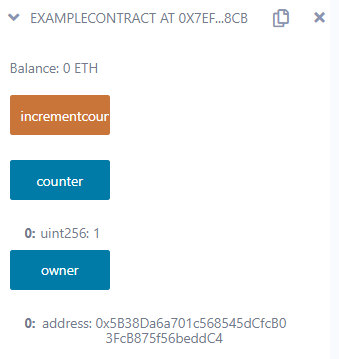 EXAMPLECONTRACT AT 0X7EF...8CB
Balance: 0 ETH
incrementcour
counter
0: uint256: 1
owner
0: address: 0x5B38Da6a701c568545dCfcB0
3FcB875f56beddC4